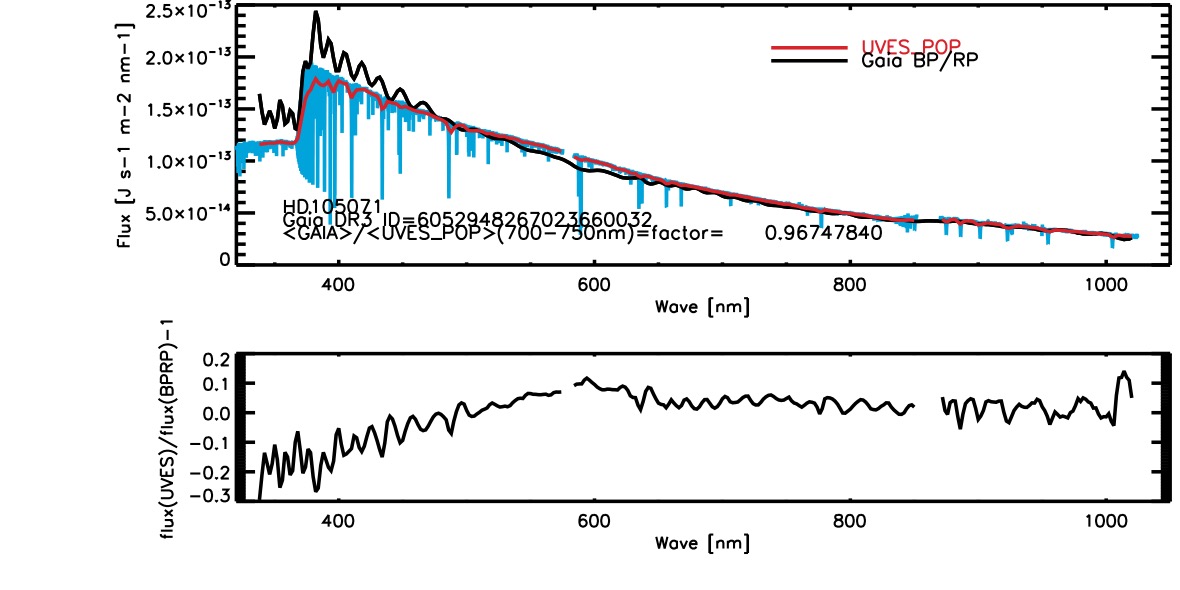 2.5×10−13
2.0×10−13
1.5×10−13
1.0×10−13
5.0×10−14
0
Flux [J s−1 m−2 nm−1]
UVES_POP
Gaia BP/RP
HD105071
Gaia DR3 ID=6052948267023660032
<GAIA>/<UVES_POP>(700−750nm)=factor= 0.96747840
400 600 800 1000
Wave [nm]
0.2
0.1
0.0
−0.1
−0.2
−0.3
flux(UVES)/flux(BPRP)−1
400 600 800 1000
Wave [nm]